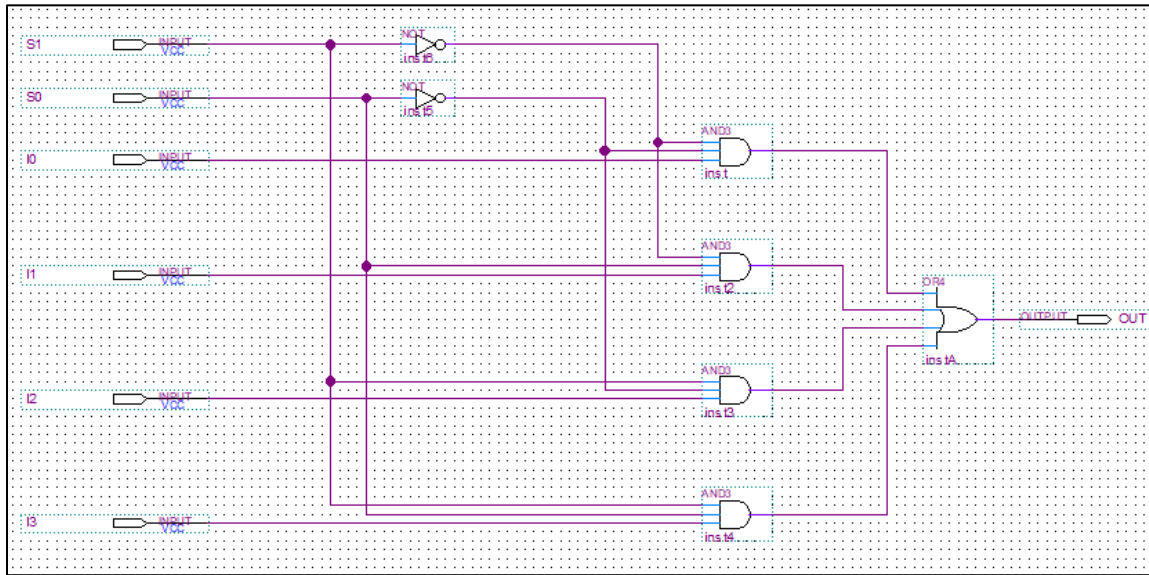 NOT
S1 INPUT
VCC
inst6
NOT
S0 INPUT
VCC
inst5
AND3
I0 INPUT
VCC
inst
AND3
I1 INPUT
VCC
inst2
OR4
OUTPUT OUT
instA
AND3
I2 INPUT
VCC
inst3
AND3
I3 INPUT
VCC
inst4